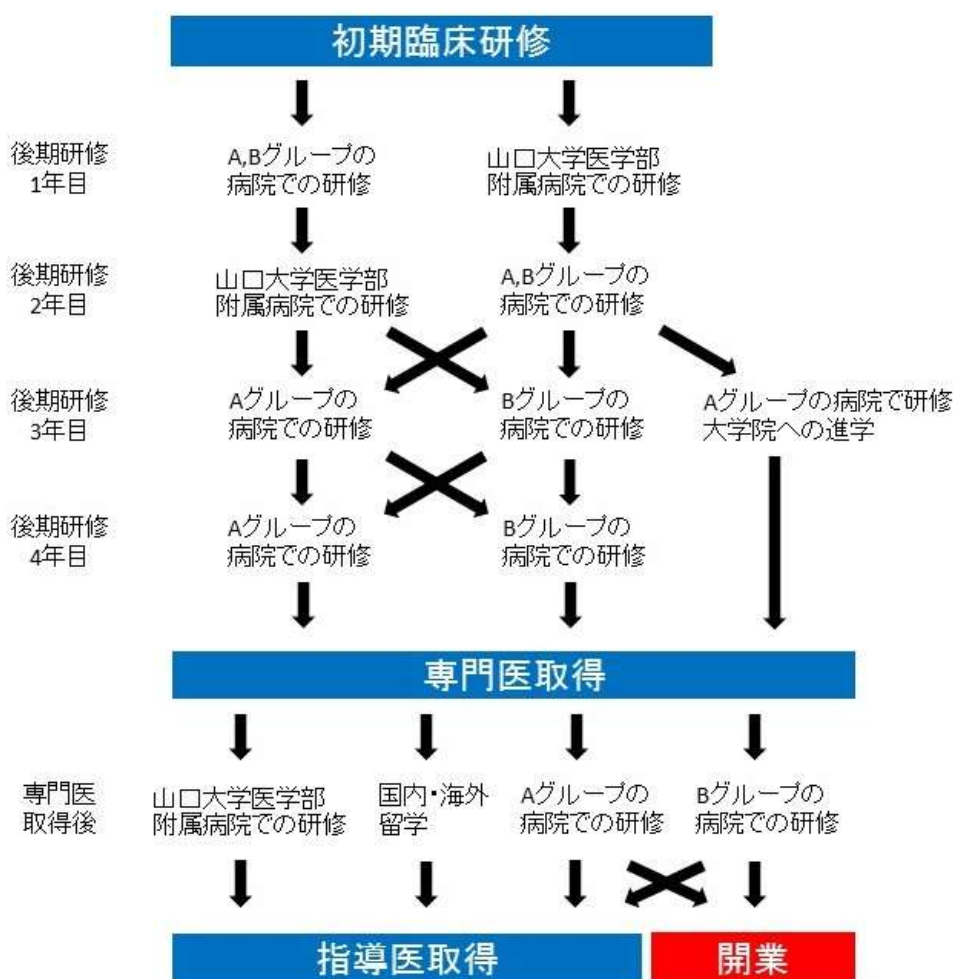 初期臨床研修
後期研修
1年目
A,Bグループの
病院での研修
山口大学医学部
附属病院での研修
後期研修
2年目
山口大学医学部
附属病院での研修
A,Bグループの
病院での研修
後期研修
3年目
Aグループの
病院での研修
Bグループの
病院での研修
Aグループの病院で研修
大学院への進学
後期研修
4年目
Aグループの
病院での研修
Bグループの
病院での研修
専門医取得
専門医
取得後
山口大学医学部
附属病院での研修
国内・海外
留学
Aグループの
病院での研修
Bグループの
病院での研修
指導医取得
開業